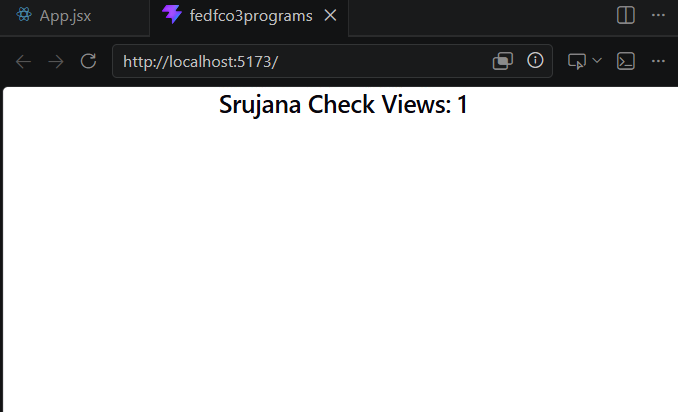 App.jsx
fedfco3programs
http://localhost:5173/
Srujana Check Views: 1